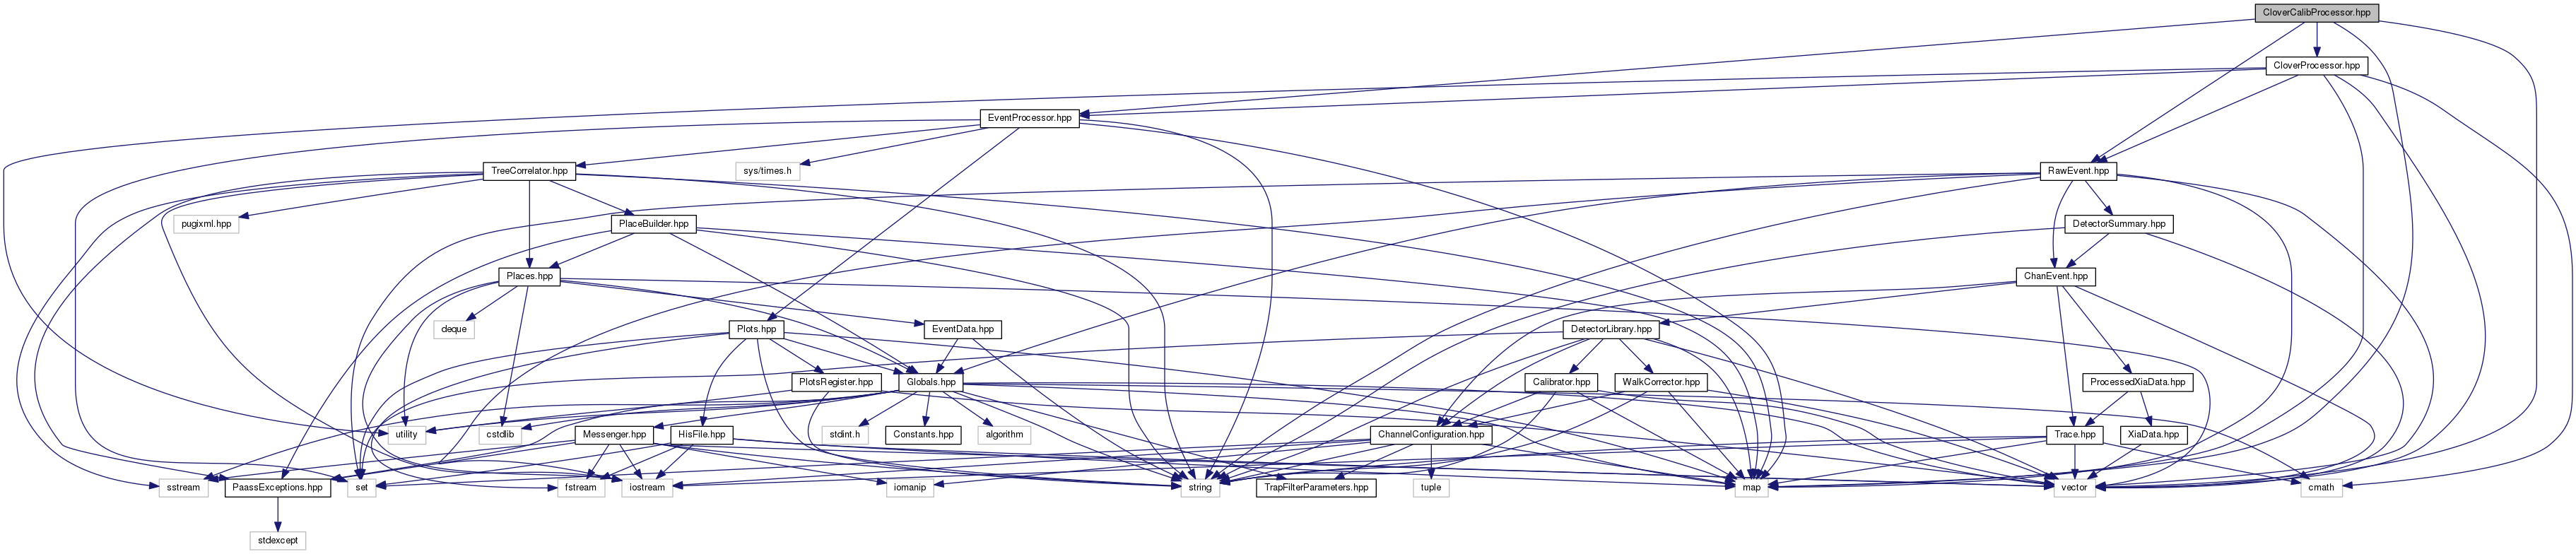 CloverCalibProcessor.hpp
CloverProcessor.hpp
EventProcessor.hpp
TreeCorrelator.hpp
sys/times.h
RawEvent.hpp
pugixml.hpp
PlaceBuilder.hpp
DetectorSummary.hpp
Places.hpp
ChanEvent.hpp
deque
Plots.hpp
EventData.hpp
DetectorLibrary.hpp
PlotsRegister.hpp
Globals.hpp
Calibrator.hpp
WalkCorrector.hpp
ProcessedXiaData.hpp
utility
cstdlib
Messenger.hpp
HisFile.hpp
stdint.h
Constants.hpp
algorithm
ChannelConfiguration.hpp
Trace.hpp
XiaData.hpp
sstream
PaassExceptions.hpp
set
fstream
iostream
iomanip
string
TrapFilterParameters.hpp
tuple
map
vector
cmath
stdexcept